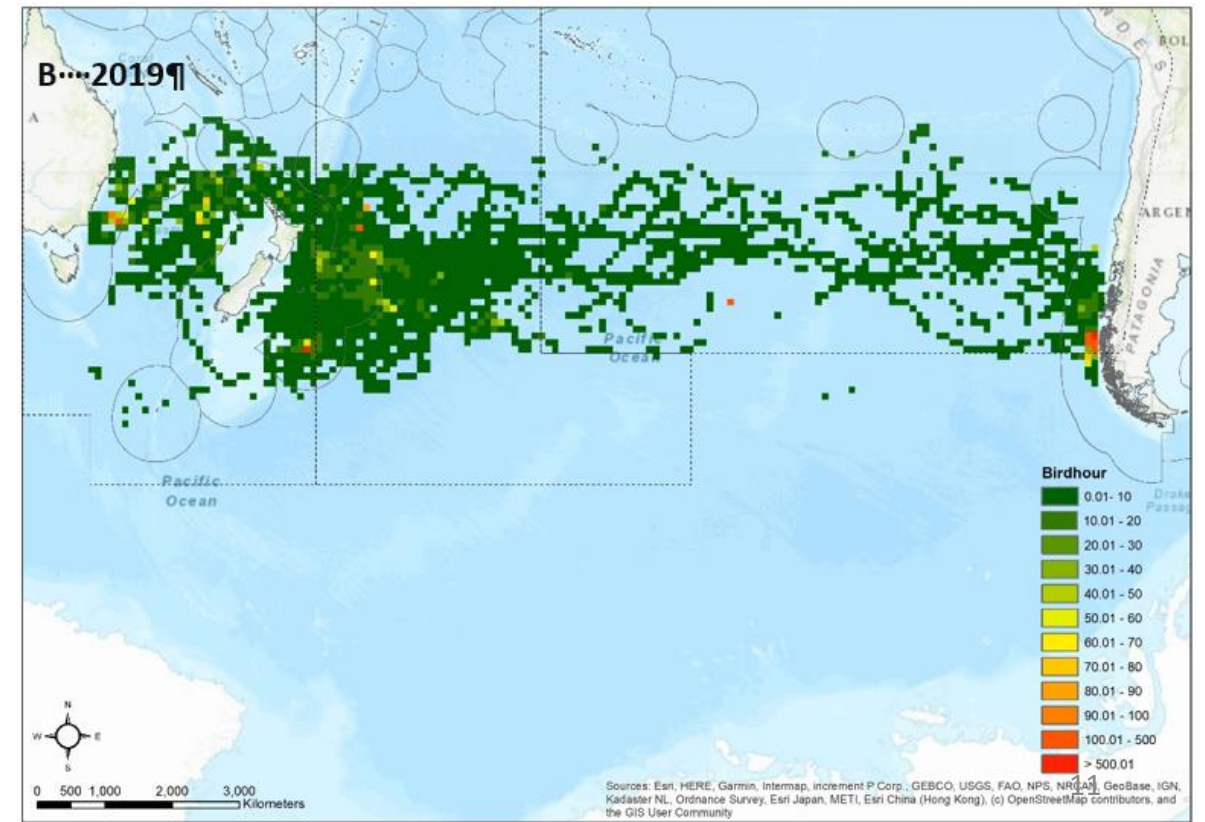 B····2019¶
Coral
A
ANDES
BOL
ARGEN
PATAGONIA
Pacific
Ocean
Pacific
Ocean
Drake
Passag
Birdhour
0.01- 10
10.01 - 20
20.01 - 30
30.01 - 40
40.01 - 50
50.01 - 60
60.01 - 70
70.01 - 80
80.01 - 90
90.01 - 100
100.01 - 500
> 500.01
N
W E
S
0 500 1,000 2,000 3,000
Kilometers
11
Sources: Esri, HERE, Garmin, Intermap, increment P Corp., GEBCO, USGS, FAO, NPS, NRCAN, GeoBase, IGN,
Kadaster NL, Ordnance Survey, Esri Japan, METI, Esri China (Hong Kong), (c) OpenStreetMap contributors, and
the GIS User Community